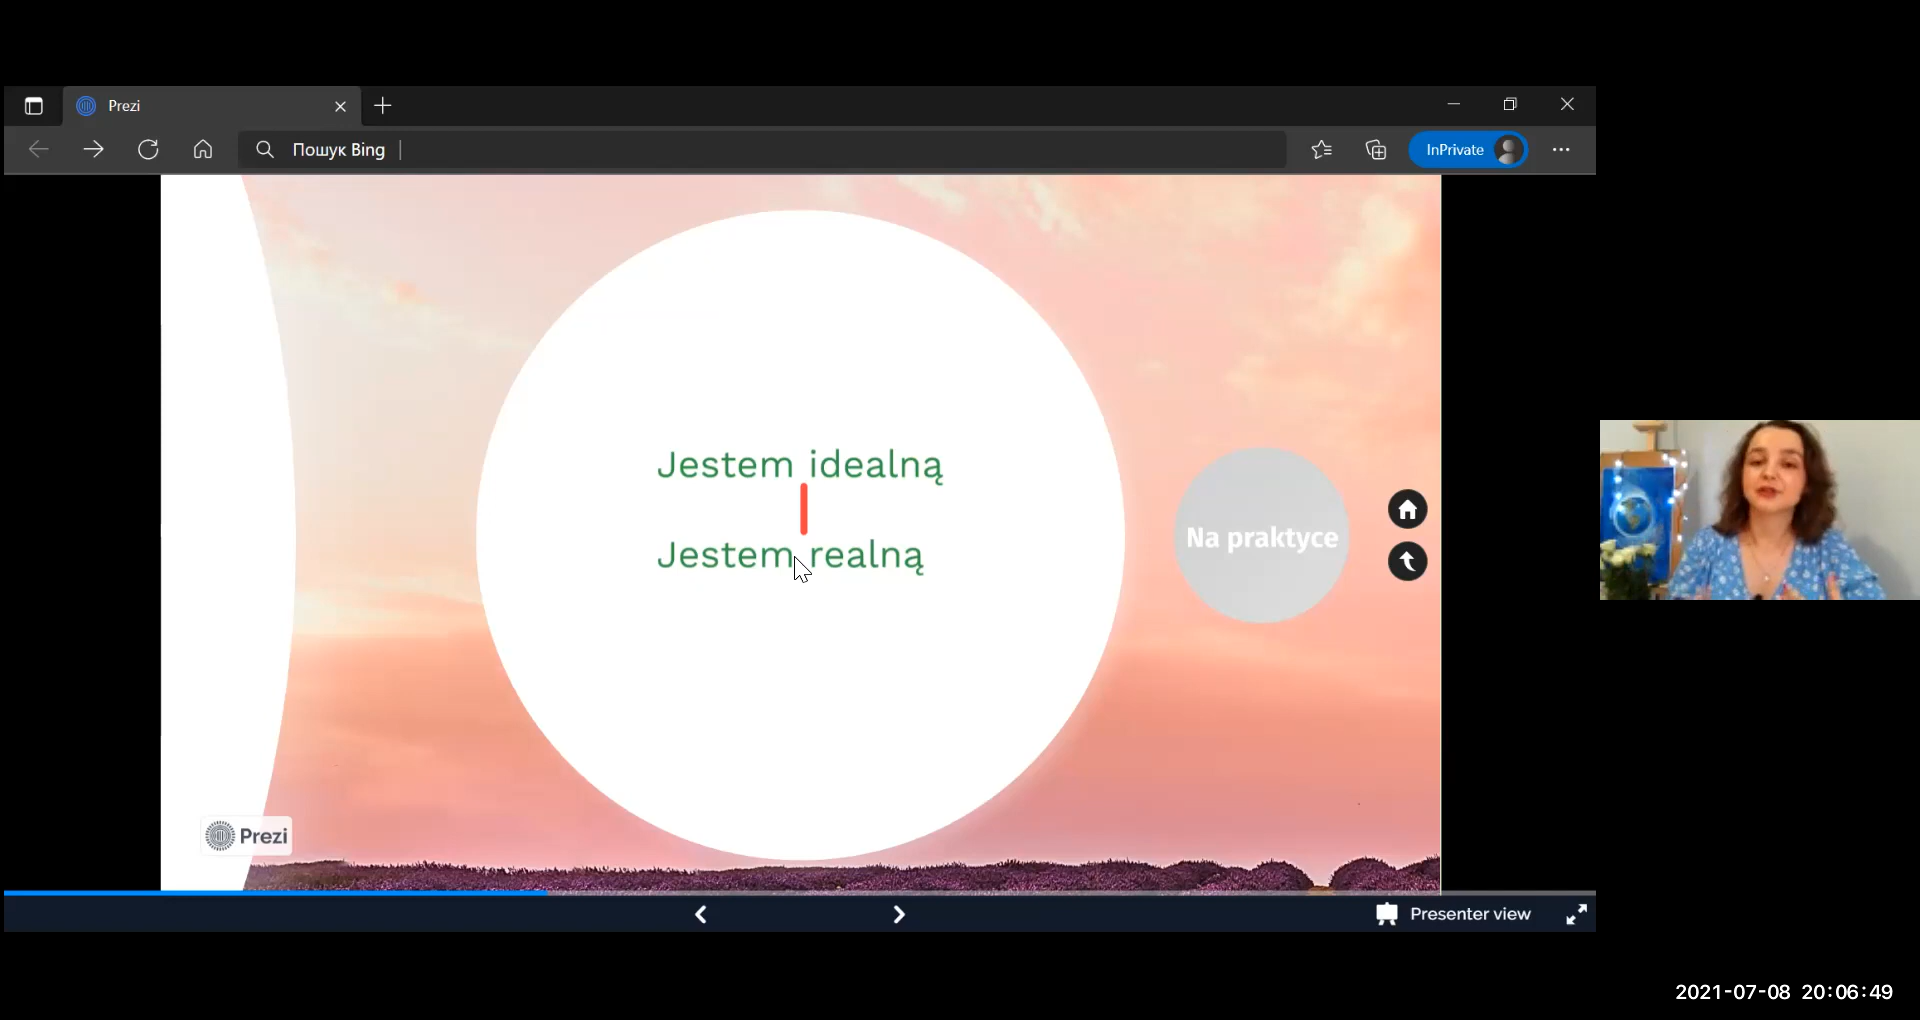 Prezi
Пошук Bing
InPrivate
Jestem idealną
Jestem realną
Na praktyce
Prezi
Presenter view
2021-07-08 20:06:49